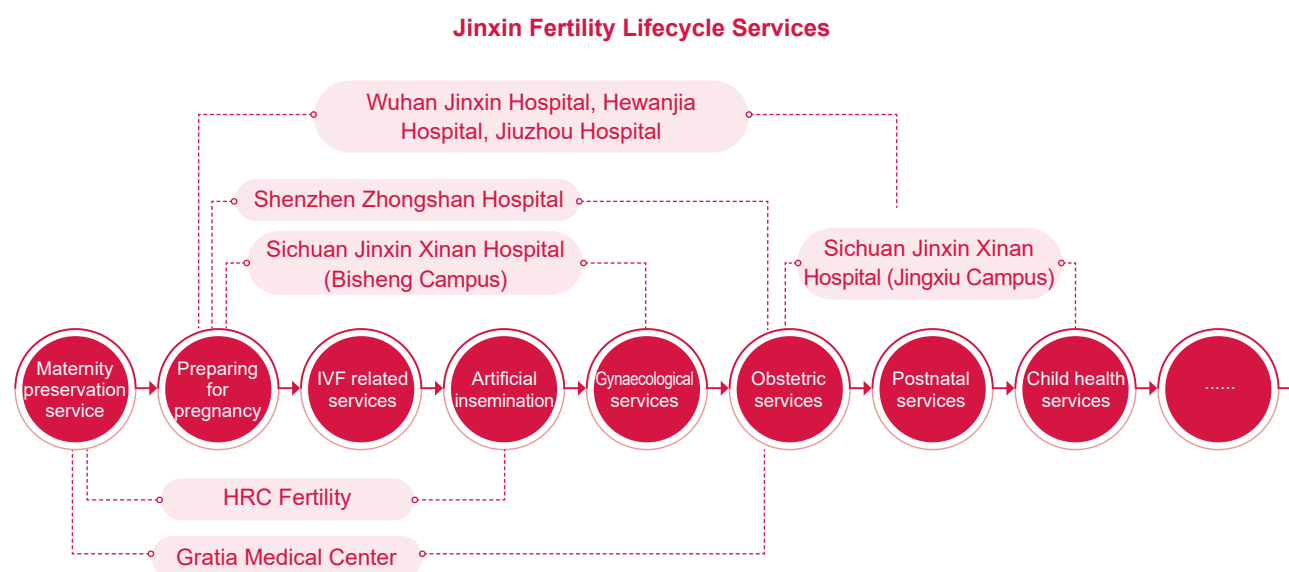 Jinxin Fertility Lifecycle Services
Wuhan Jinxin Hospital, Hewanjia
Hospital, Jiuzhou Hospital
Shenzhen Zhongshan Hospital
Sichuan Jinxin Xinan Hospital
(Bisheng Campus)
Sichuan Jinxin Xinan
Hospital (Jingxiu Campus)
Maternity
preservation
service
Preparing
for
pregnancy
IVF related
services
Artificial
insemination
Gynaecological
services
Obstetric
services
Postnatal
services
Child health
services
......
HRC Fertility
Gratia Medical Center